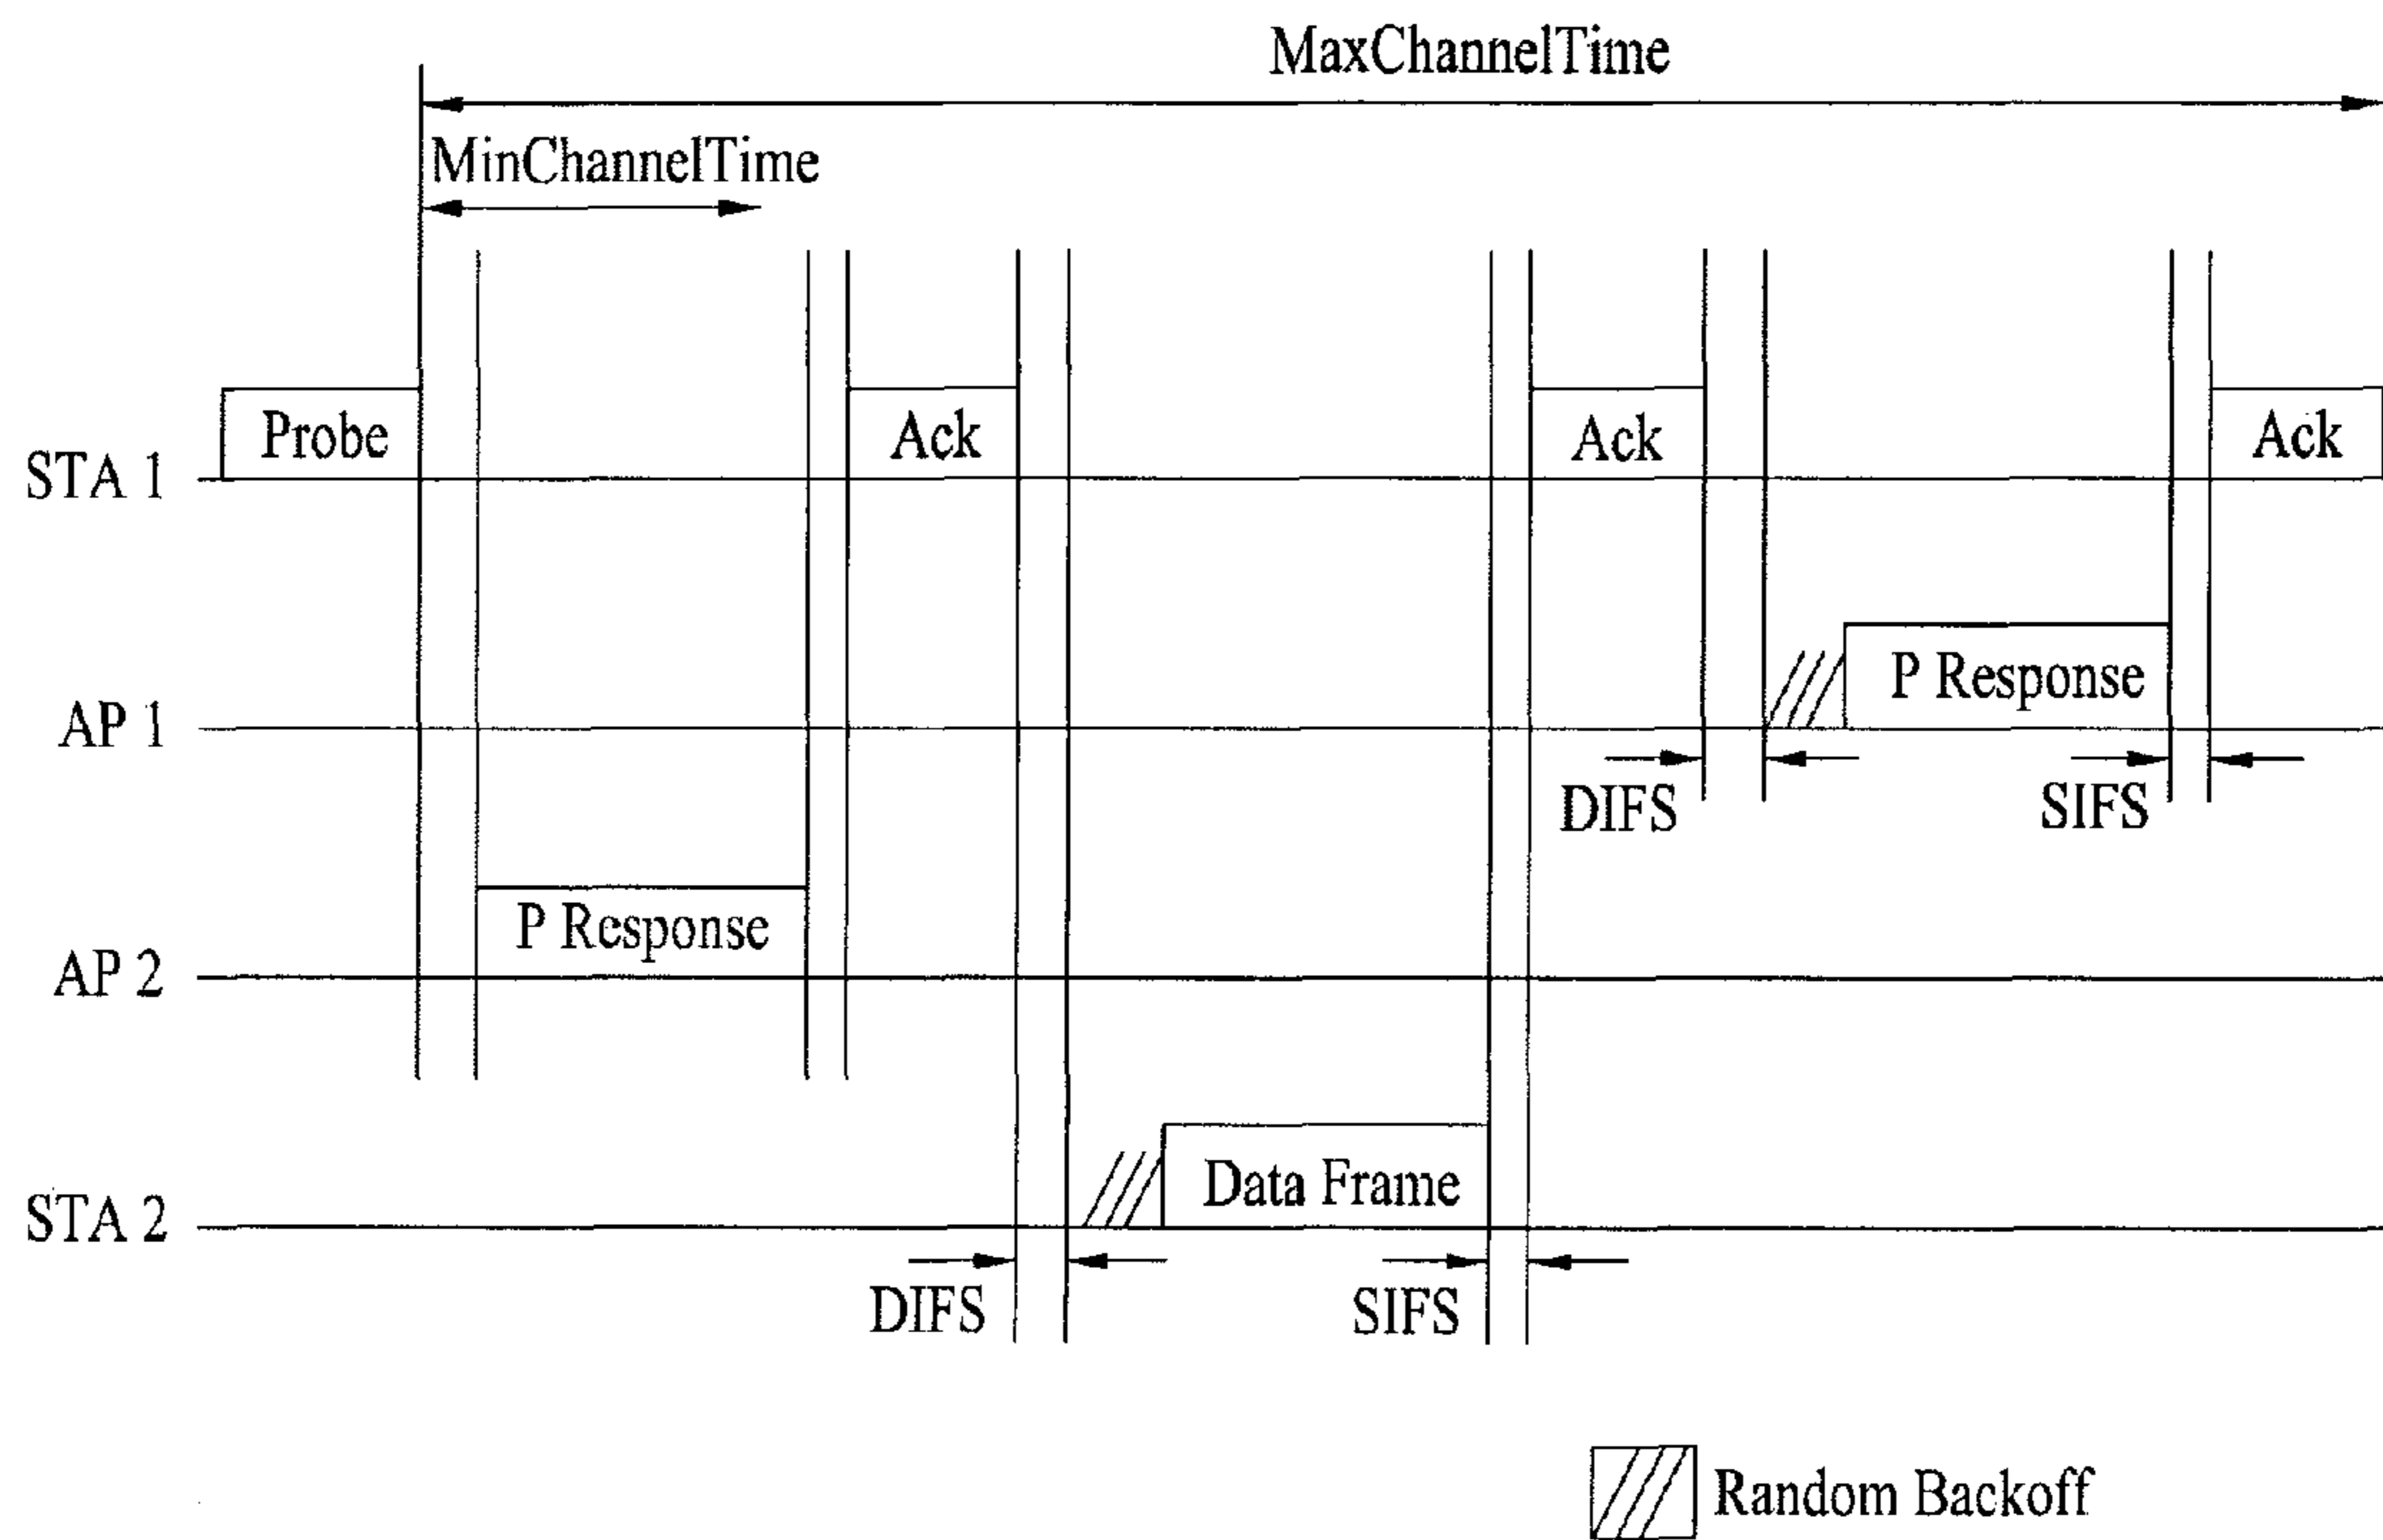 MaxChannelTime
MinChannelTime
STA 1
Probe
Ack
Ack
Ack
AP 1
P Response
DIFS
SIFS
AP 2
P Response
STA 2
Data Frame
DIFS
SIFS
Random Backoff